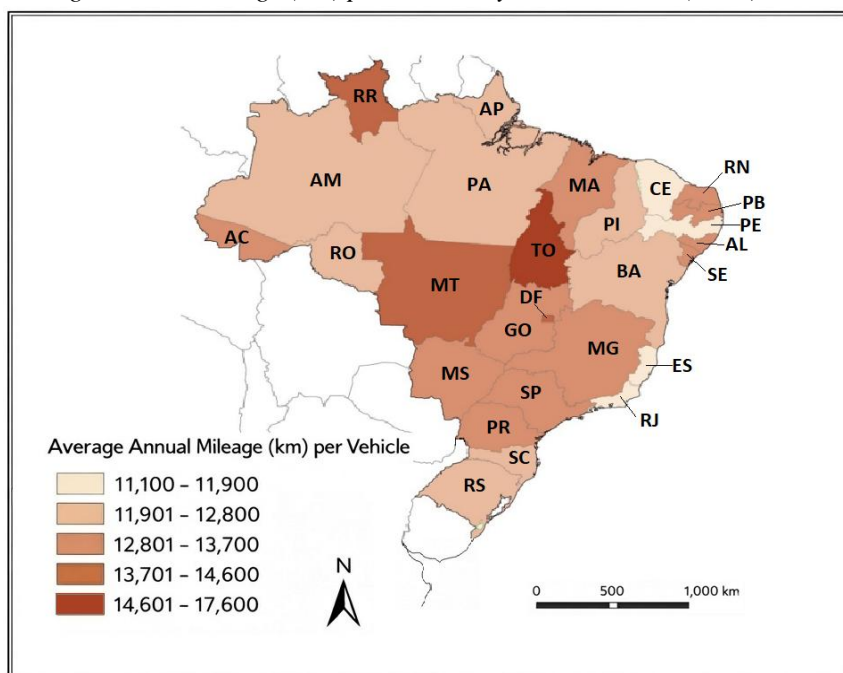 RR
AP
RN
AM
PA
MA
CE
PB
PI
PE
AC
AL
TO
RO
BA
SE
MT
DF
GO
MG
ES
MS
SP
RJ
PR
SC
RS
Average Annual Mileage (km) per Vehicle
11,100 – 11,900
11,901 – 12,800
12,801 – 13,700
13,701 – 14,600
14,601 – 17,600
N
0 500 1,000 km